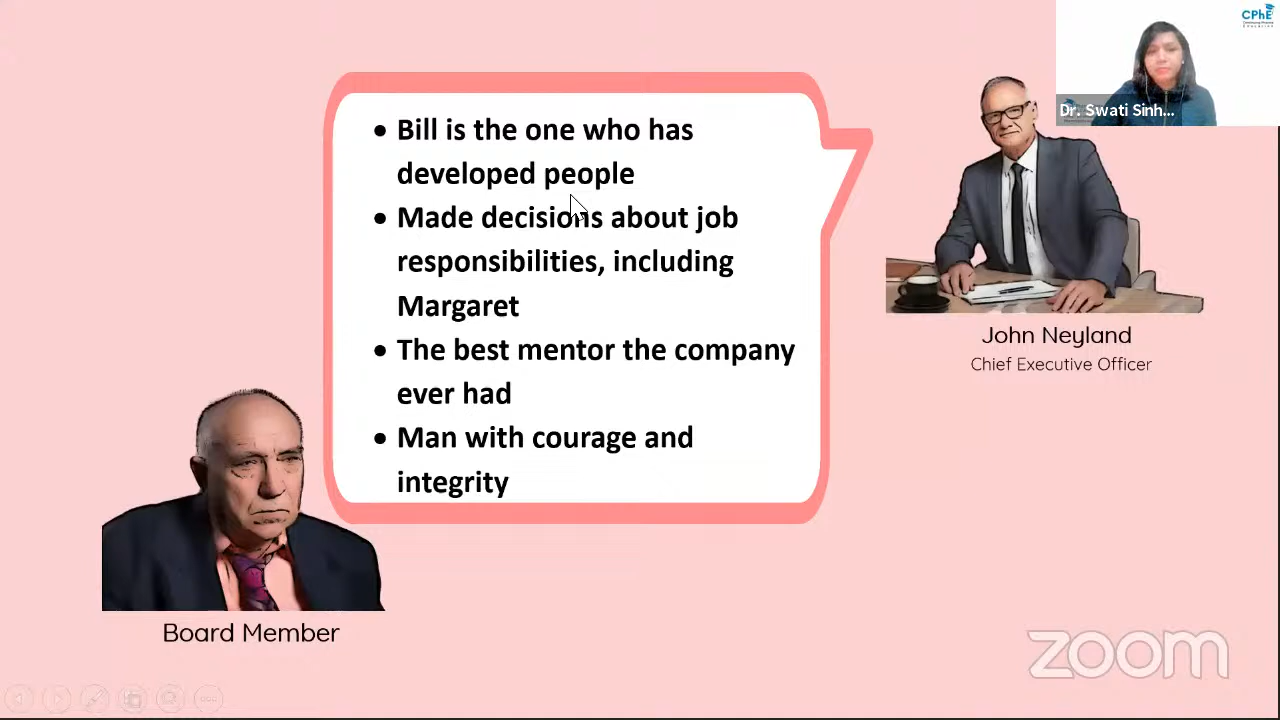 CPhE
Dr. Swati Sinh...
• Bill is the one who has
developed people
• Made decisions about job
responsibilities, including
Margaret
• The best mentor the company
ever had
• Man with courage and
integrity
John Neyland
Chief Executive Officer
Board Member
zoom